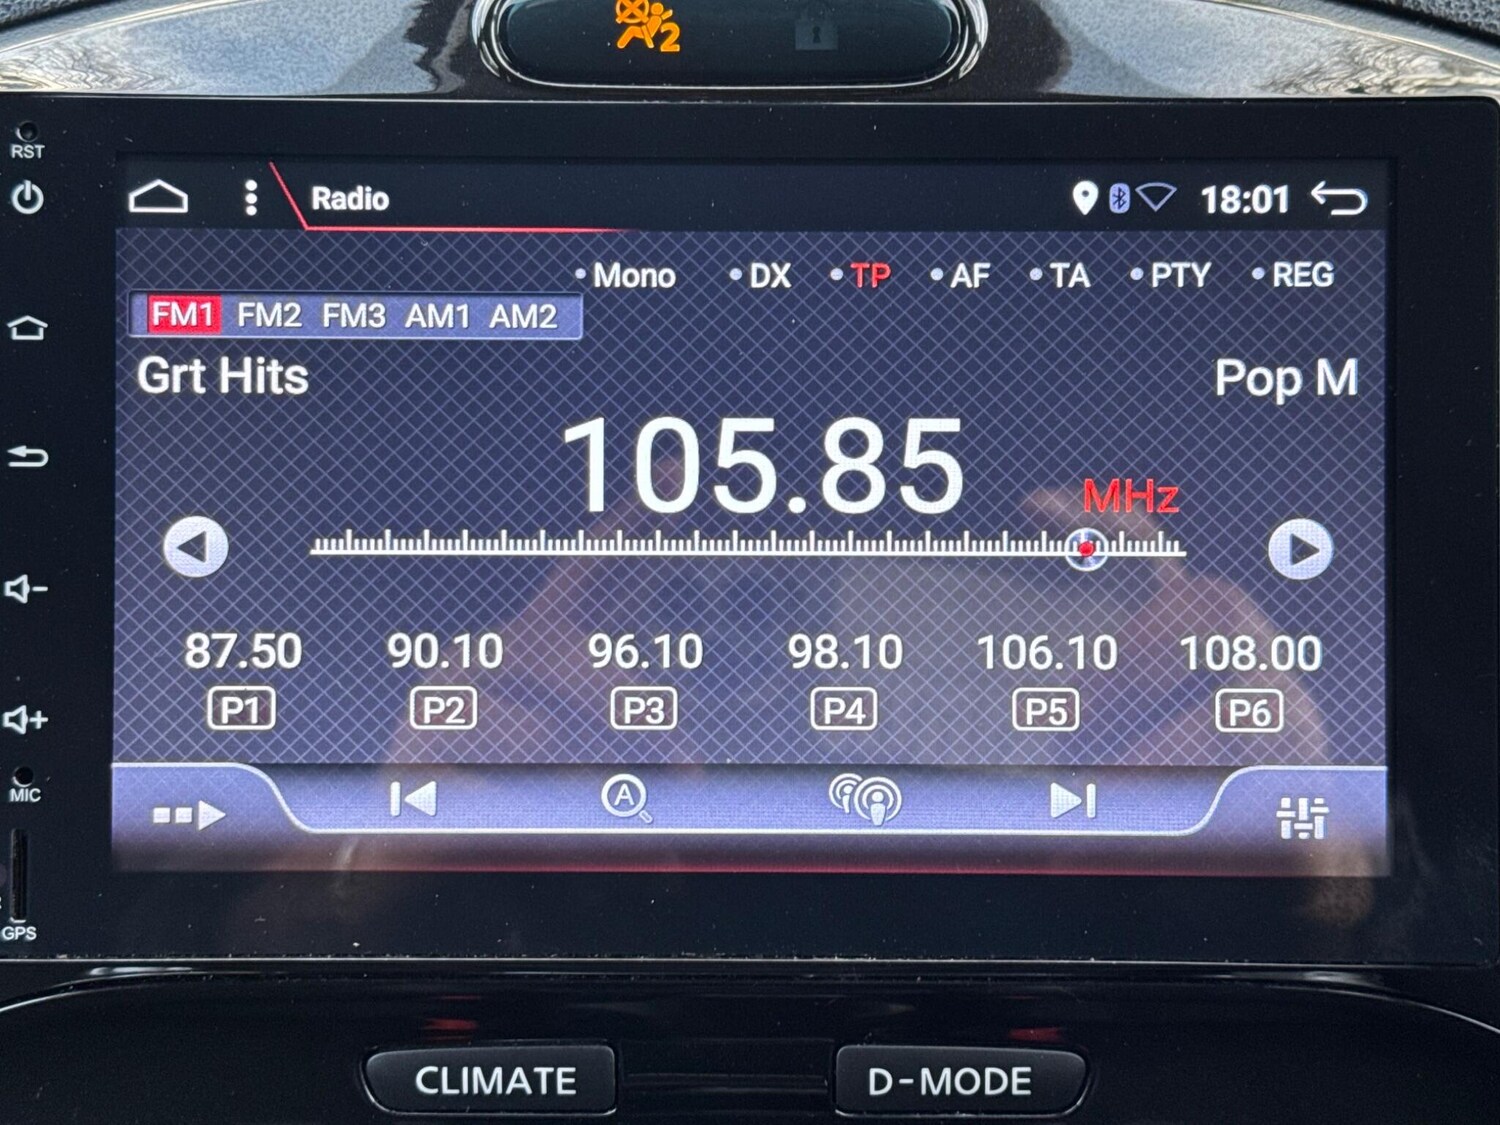 2
RST
Radio 18:01
Mono DX TP AF TA PTY REG
FM1 FM2 FM3 AM1 AM2
Grt Hits Pop M
105.85 MHz
87.50 90.10 96.10 98.10 106.10 108.00
P1 P2 P3 P4 P5 P6
A
MIC
GPS
CLIMATE D-MODE